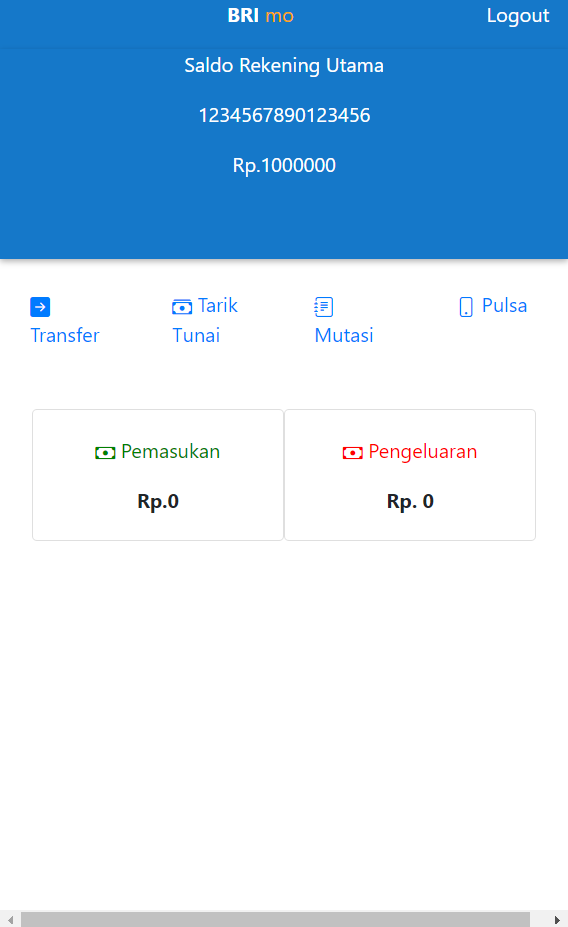 BRI mo Logout
Saldo Rekening Utama
1234567890123456
Rp.1000000
Transfer
Tarik Tunai
Mutasi
Pulsa
Pemasukan
Rp.0
Pengeluaran
Rp. 0